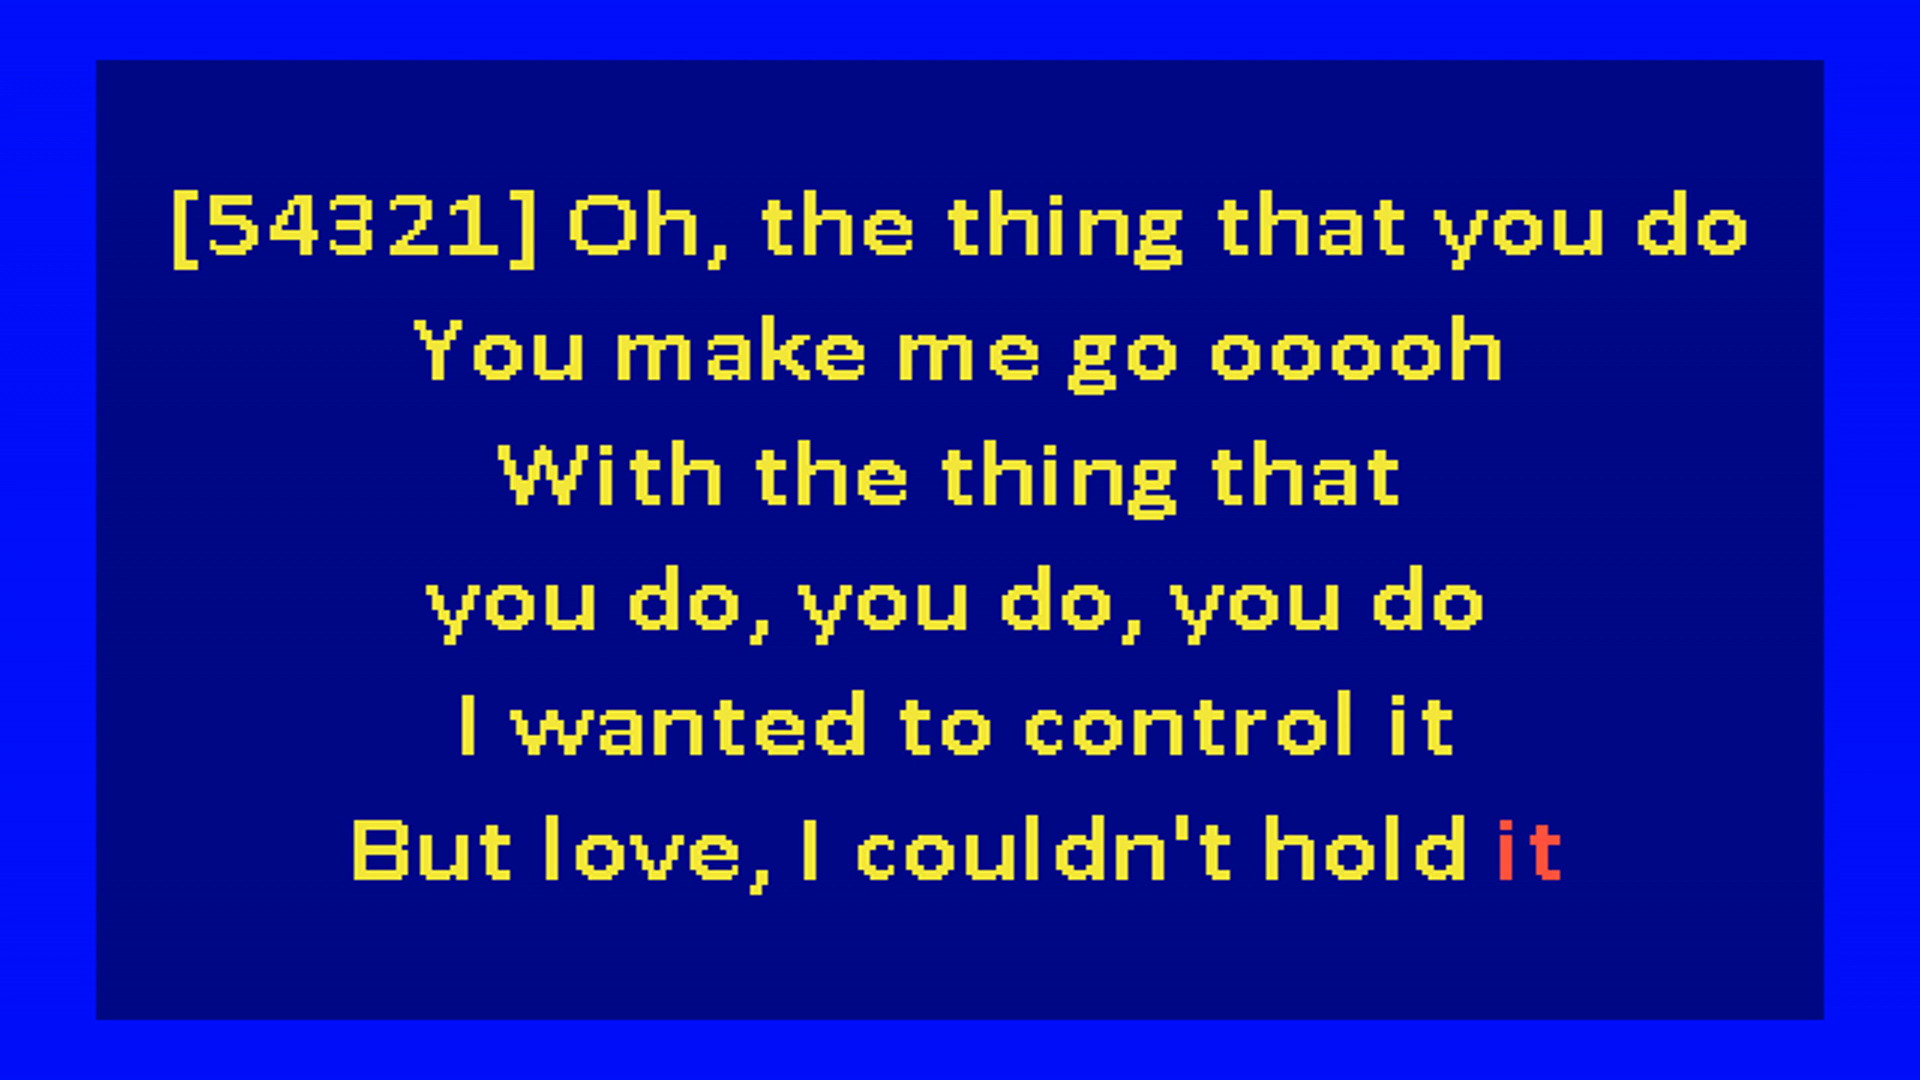 [54321] Oh, the thing that you do
You make me go ooooh
With the thing that
you do, you do, you do
I wanted to control it
But love, I couldn't hold it